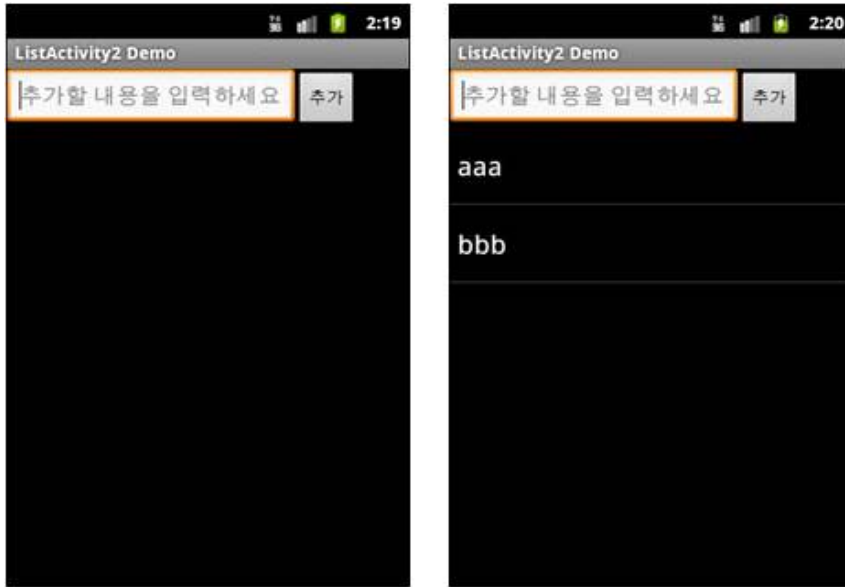 2:19
ListActivity2 Demo
추가할 내용을 입력하세요
추가
3G 2:20
ListActivity2 Demo
추가할 내용을 입력하세요
추가
aaa
bbb